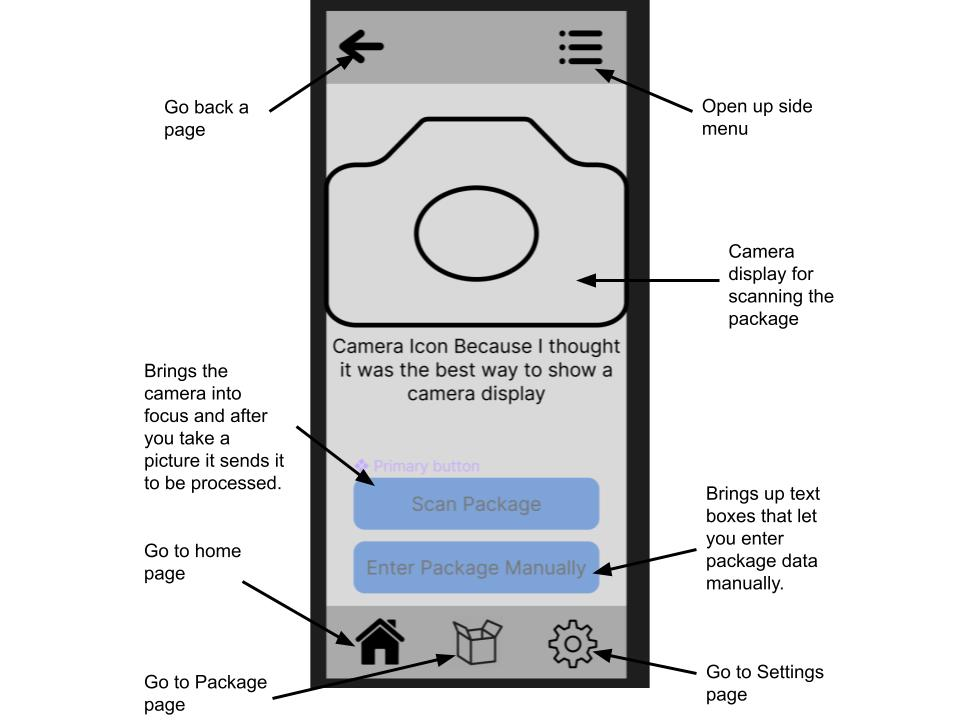 Go back a
page
Open up side
menu
Camera
display for
scanning the
package
Camera Icon Because I thought
it was the best way to show a
camera display
Brings the
camera into
focus and after
you take a
picture it sends it
to be processed.
Primary button
Scan Package
Enter Package Manually
Brings up text
boxes that let
you enter
package data
manually.
Go to home
page
Go to Package
page
Go to Settings
page